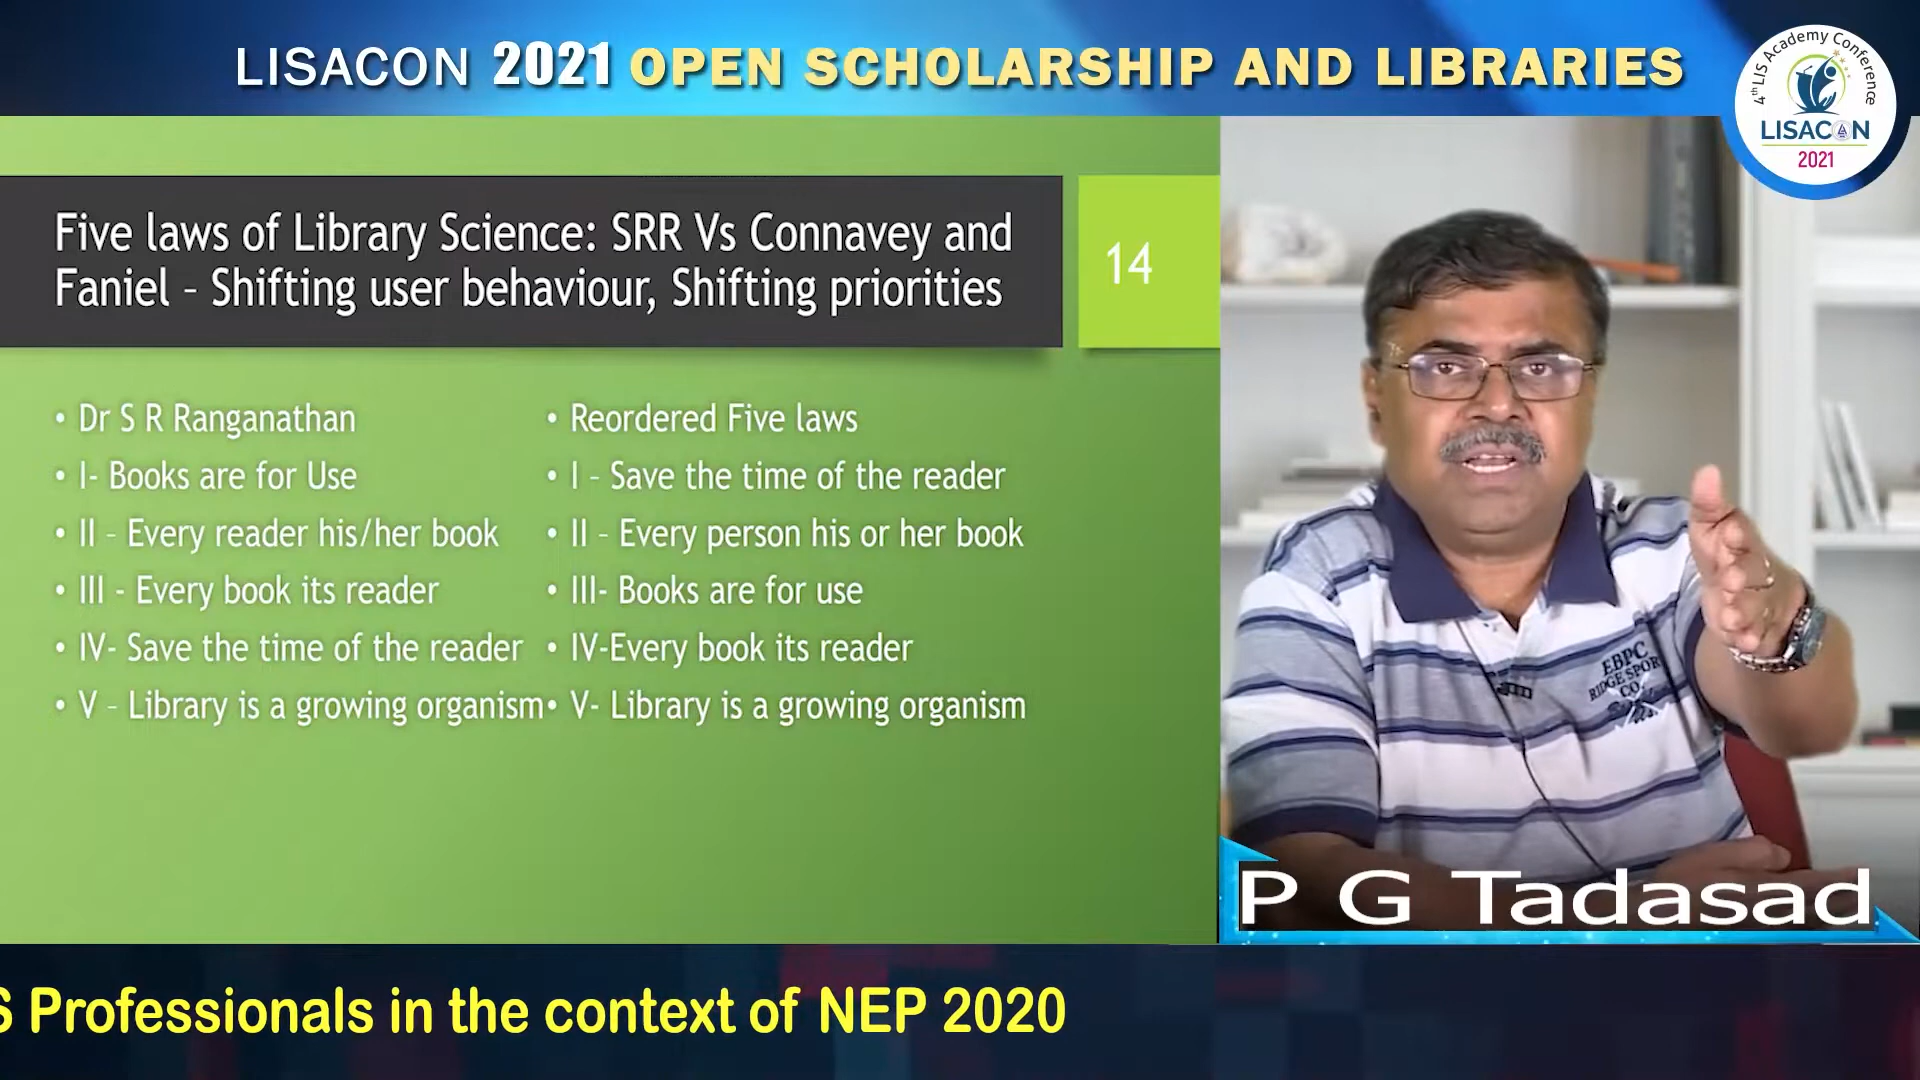 LISACON 2021 OPEN SCHOLARSHIP AND LIBRARIES
4th LIS Academy Conference
LISACON
2021
Five laws of Library Science: SRR Vs Connavey and
Faniel – Shifting user behaviour, Shifting priorities
14
• Dr S R Ranganathan
• I- Books are for Use
• II – Every reader his/her book
• III - Every book its reader
• IV- Save the time of the reader
• V – Library is a growing organism
• Reordered Five laws
• I – Save the time of the reader
• II – Every person his or her book
• III- Books are for use
• IV-Every book its reader
• V- Library is a growing organism
EBPC
RIDGE SPOR
CO.
P G Tadasad
S Professionals in the context of NEP 2020